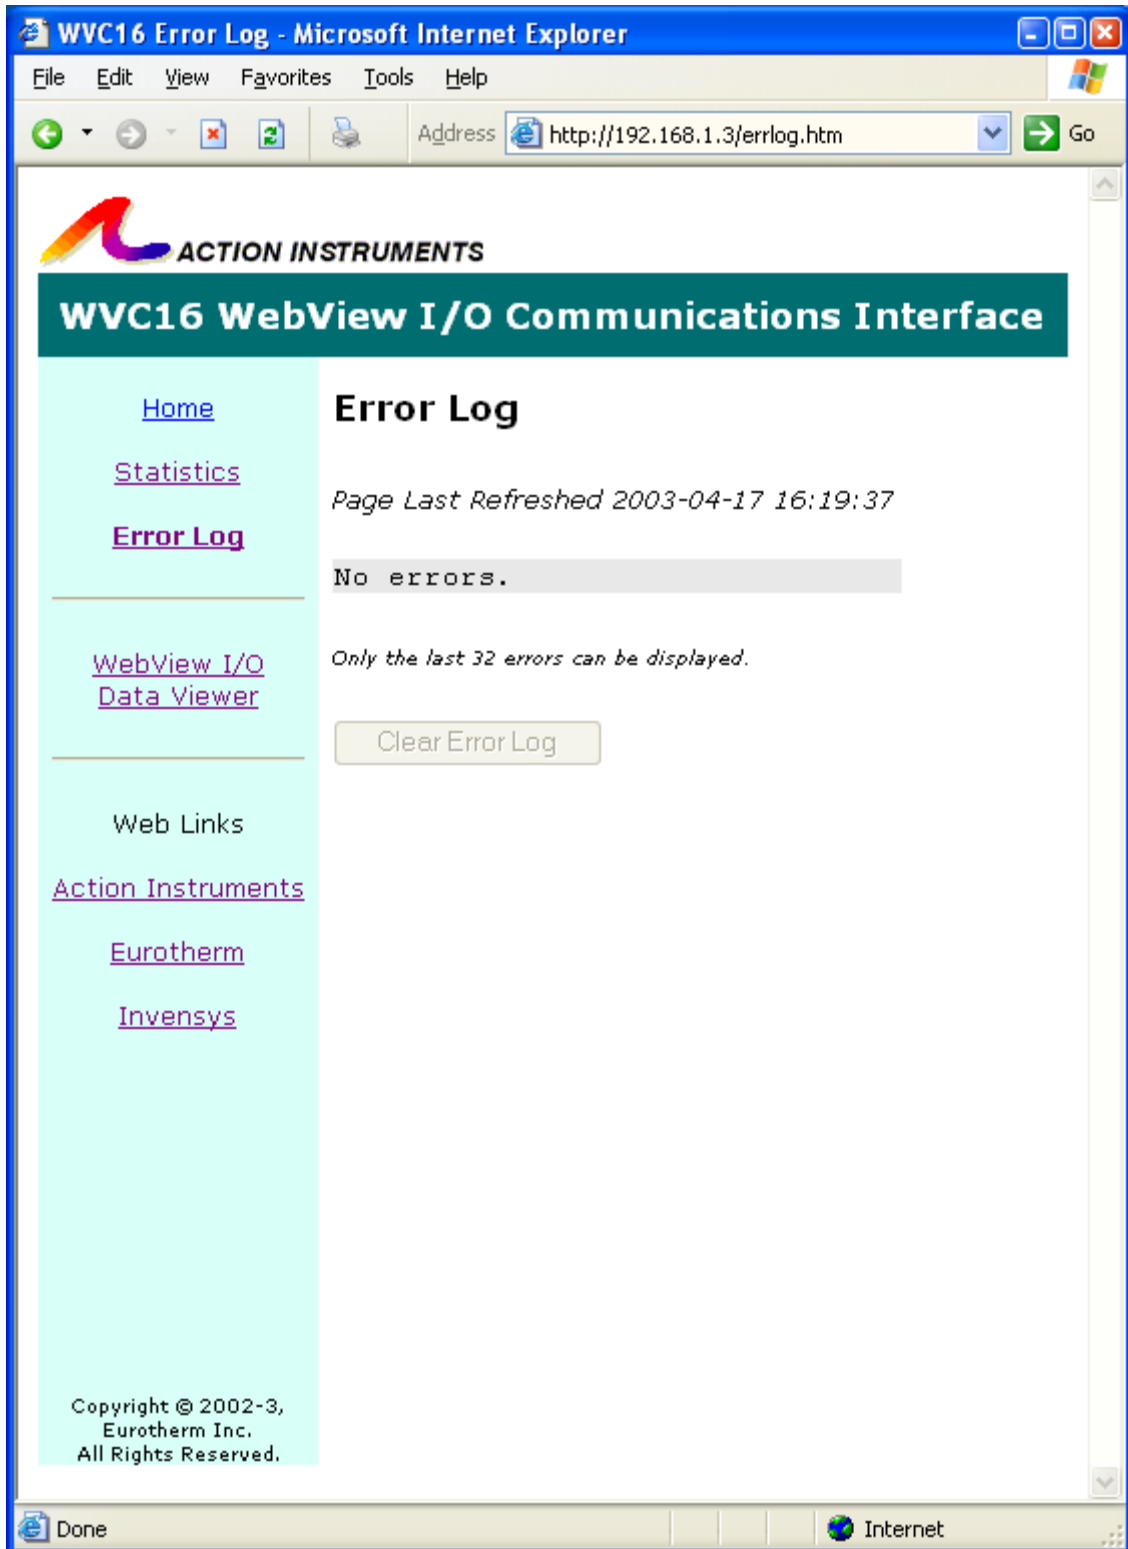 WVC16 Error Log - Microsoft Internet Explorer
File Edit View Favorites Tools Help
Address http://192.168.1.3/errlog.htm Go
ACTION INSTRUMENTS
WVC16 WebView I/O Communications Interface
Home
Statistics
Error Log
WebView I/O
Data Viewer
Web Links
Action Instruments
Eurotherm
Invensys
Copyright © 2002-3,
Eurotherm Inc.
All Rights Reserved.
Error Log
Page Last Refreshed 2003-04-17 16:19:37
No errors.
Only the last 32 errors can be displayed.
Clear Error Log
Done
Internet